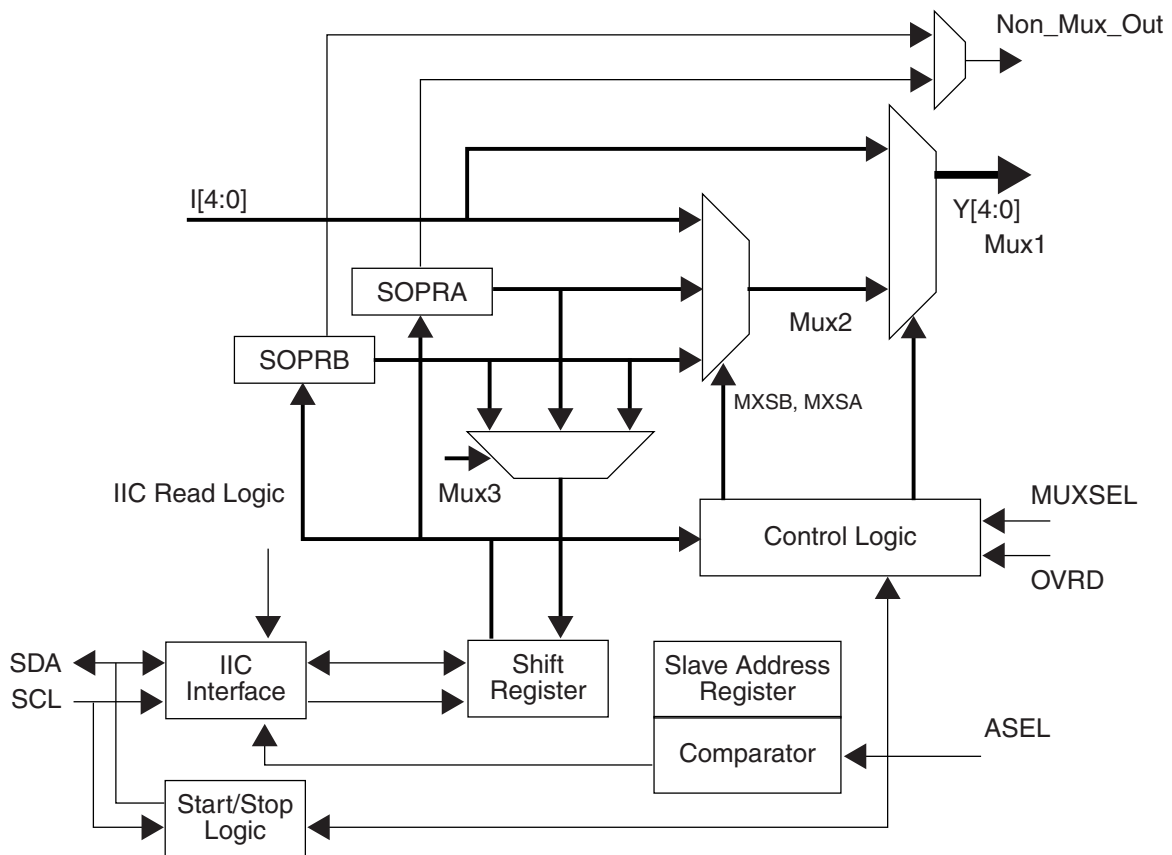 Non_Mux_Out
I[4:0]
Y[4:0]
Mux1
SOPRA
Mux2
SOPRB
MXSB, MXSA
Mux3
IIC Read Logic
MUXSEL
Control Logic
OVRD
SDA
SCL
IIC
Interface
Shift
Register
Slave Address
Register
ASEL
Comparator
Start/Stop
Logic